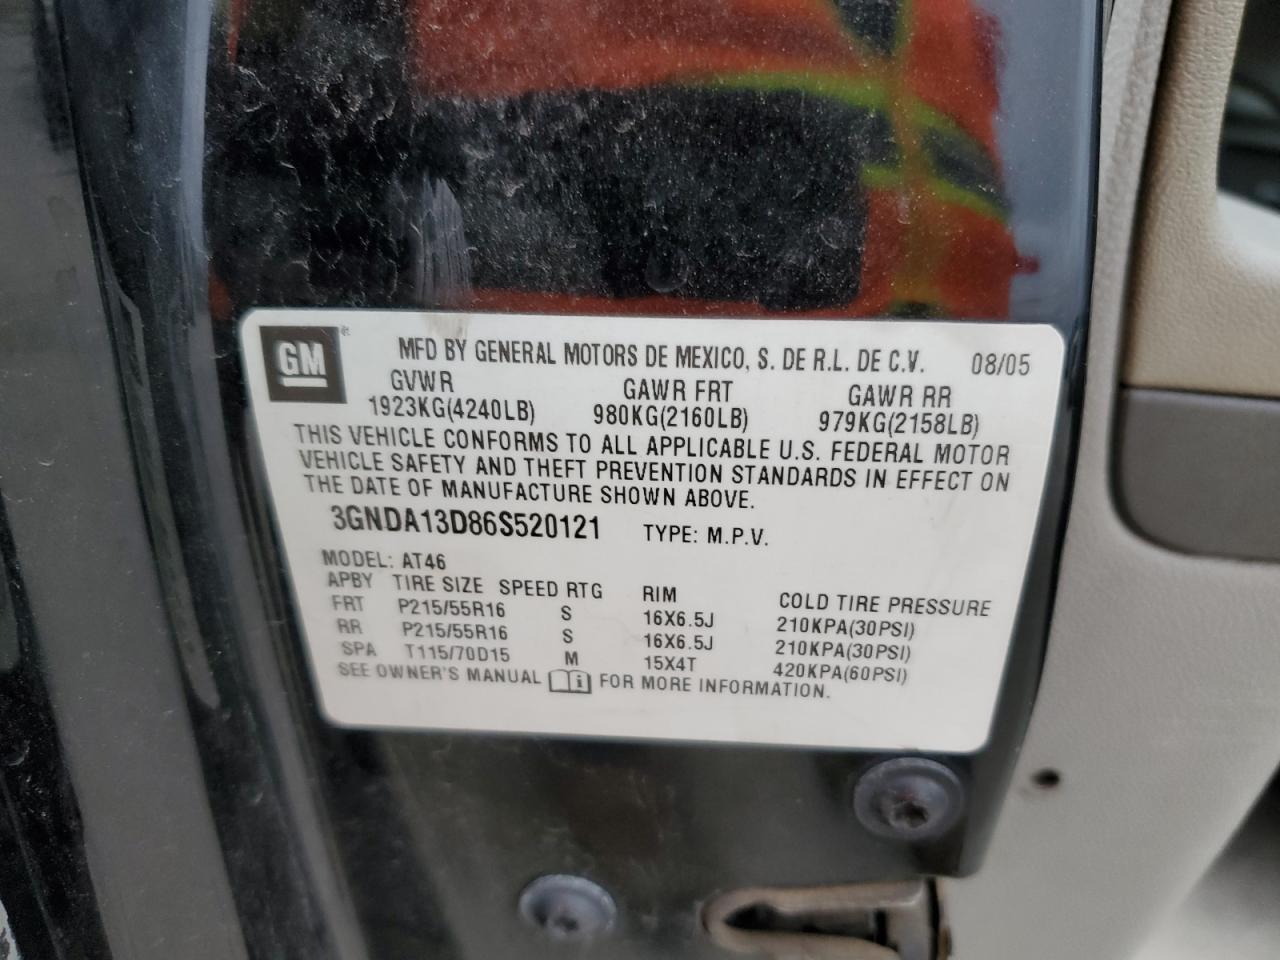 GM
MFD BY GENERAL MOTORS DE MEXICO, S. DE R.L. DE C.V. 08/05
GVWR GAWR FRT GAWR RR
1923KG(4240LB) 980KG(2160LB) 979KG(2158LB)
THIS VEHICLE CONFORMS TO ALL APPLICABLE U.S. FEDERAL MOTOR
VEHICLE SAFETY AND THEFT PREVENTION STANDARDS IN EFFECT ON
THE DATE OF MANUFACTURE SHOWN ABOVE.
3GNDA13D86S520121 TYPE: M.P.V.
MODEL: AT46
APBY TIRE SIZE SPEED RTG RIM COLD TIRE PRESSURE
FRT P215/55R16 S 16X6.5J 210KPA(30PSI)
RR P215/55R16 S 16X6.5J 210KPA(30PSI)
SPA T115/70D15 M 15X4T 420KPA(60PSI)
SEE OWNER'S MANUAL i FOR MORE INFORMATION.